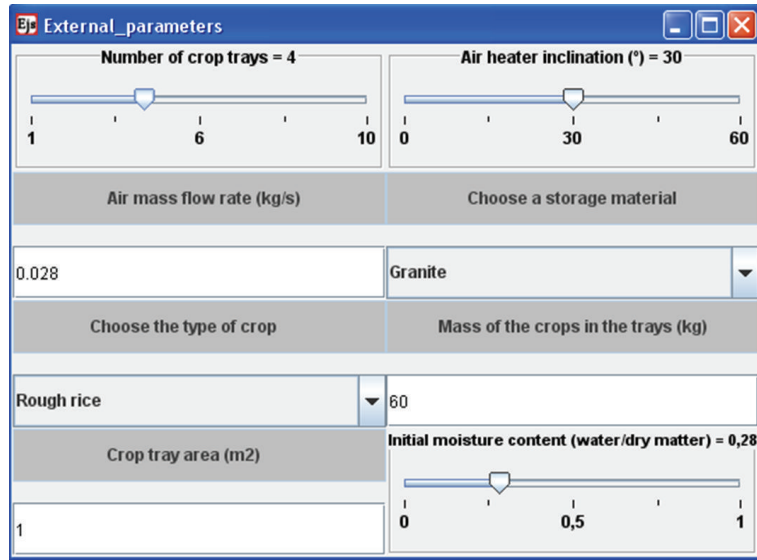 Ejs External_parameters
Number of crop trays = 4
1 6 10
Air heater inclination (°) = 30
0 30 60
Air mass flow rate (kg/s)
Choose a storage material
0.028
Granite
Choose the type of crop
Mass of the crops in the trays (kg)
Rough rice
60
Crop tray area (m2)
Initial moisture content (water/dry matter) = 0,28
0 0,5 1
1